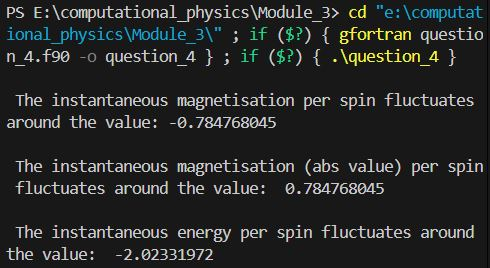 PS E:\computational_physics\Module_3> cd "e:\computat
ional_physics\Module_3\" ; if ($?) { gfortran questio
n_4.f90 -o question_4 } ; if ($?) { .\question_4 }
The instantaneous magnetisation per spin fluctuates
around the value: -0.784768045
The instantaneous magnetisation (abs value) per spin
fluctuates around the value:  0.784768045
The instantaneous energy per spin fluctuates around
the value:  -2.02331972